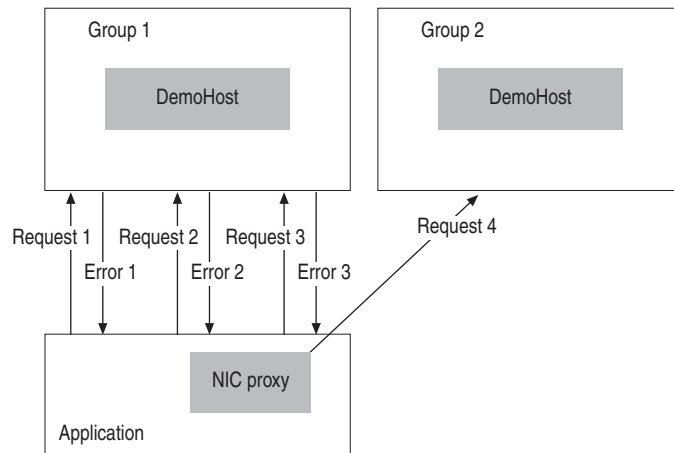 Group 1
Group 2
DemoHost
DemoHost
Request 1
Request 2
Request 3
Request 4
Error 1
Error 2
Error 3
NIC proxy
Application